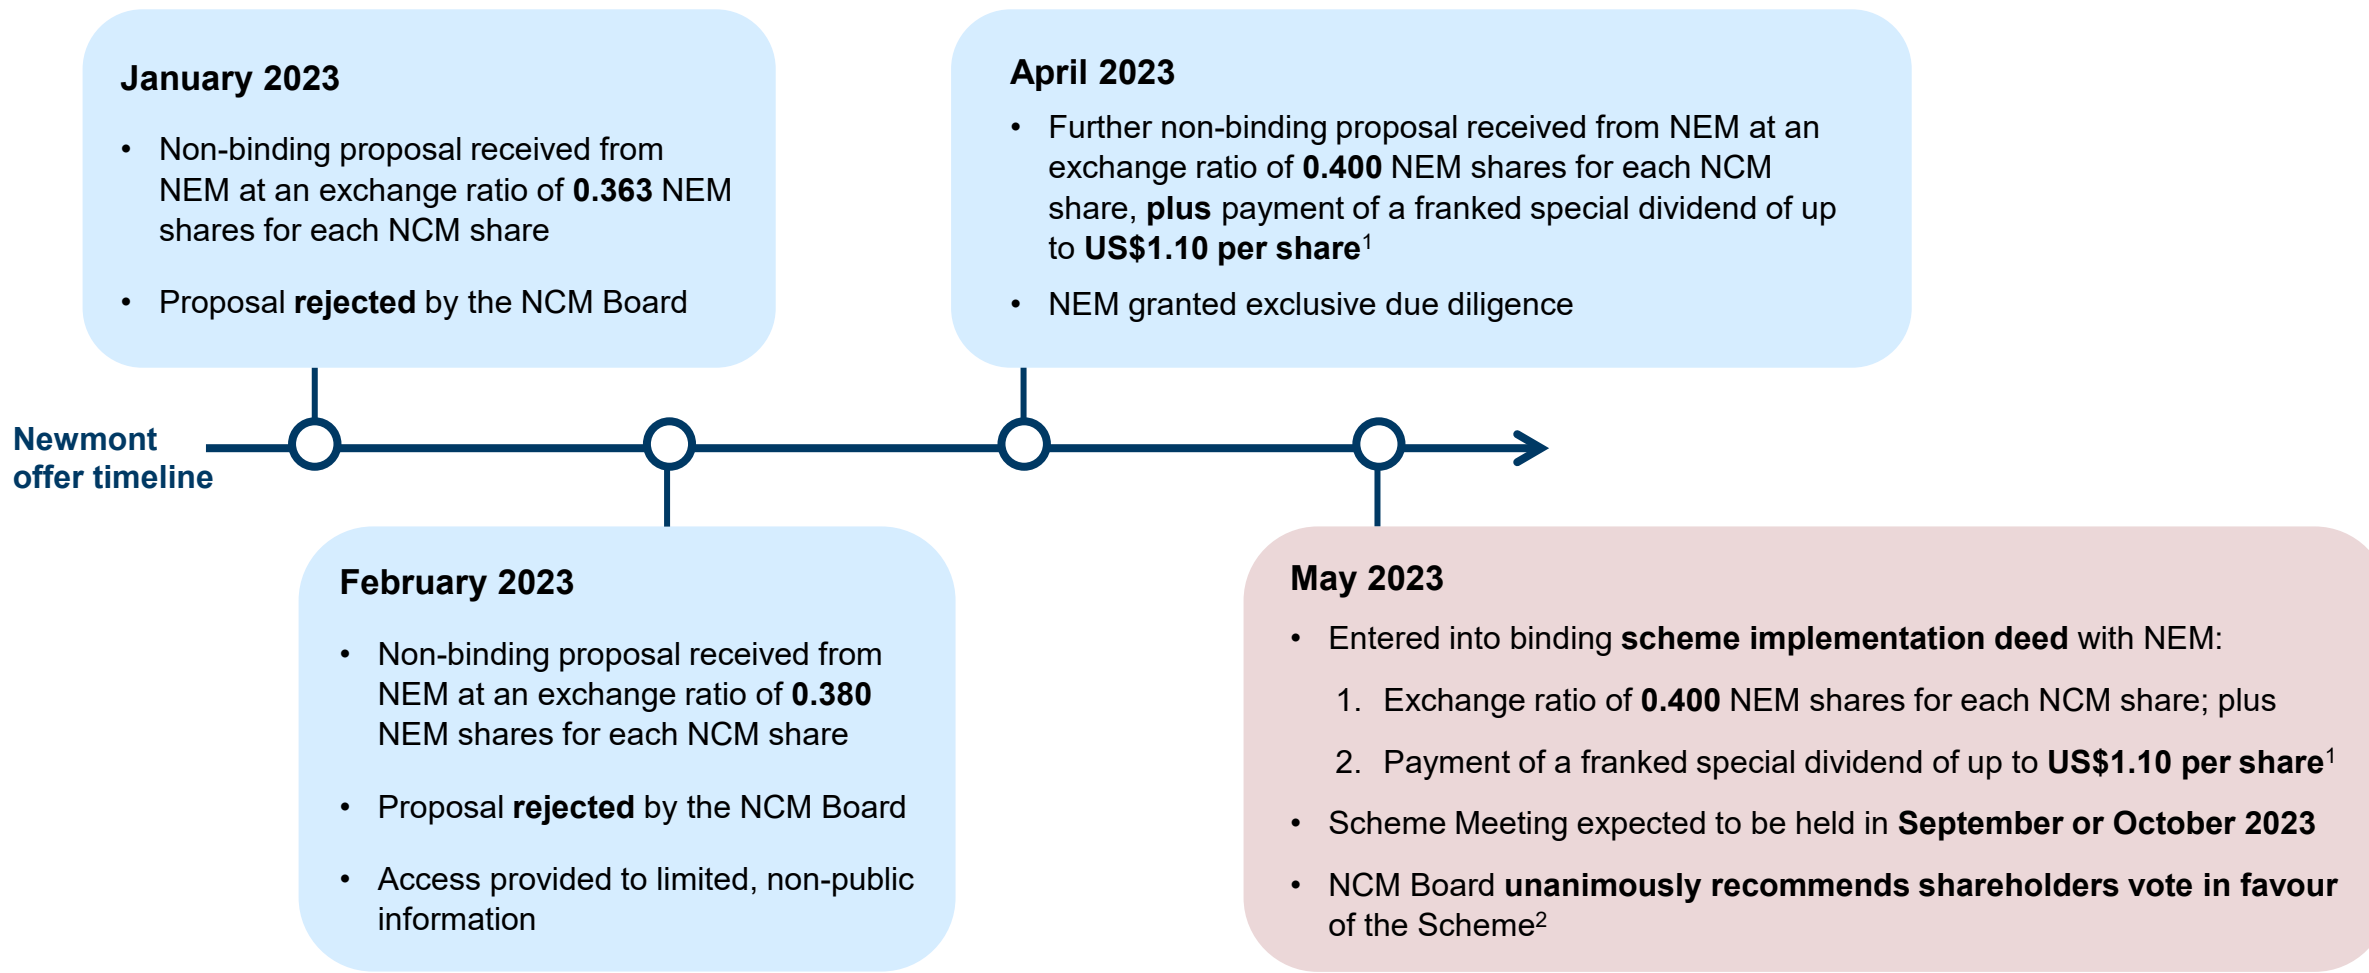 January 2023
• Non-binding proposal received from
NEM at an exchange ratio of 0.363 NEM
shares for each NCM share
• Proposal rejected by the NCM Board
April 2023
• Further non-binding proposal received from NEM at an
exchange ratio of 0.400 NEM shares for each NCM
share, plus payment of a franked special dividend of up
to US$1.10 per share¹
• NEM granted exclusive due diligence
Newmont
offer timeline
February 2023
• Non-binding proposal received from
NEM at an exchange ratio of 0.380
NEM shares for each NCM share
• Proposal rejected by the NCM Board
• Access provided to limited, non-public
information
May 2023
• Entered into binding scheme implementation deed with NEM:
1. Exchange ratio of 0.400 NEM shares for each NCM share; plus
2. Payment of a franked special dividend of up to US$1.10 per share¹
• Scheme Meeting expected to be held in September or October 2023
• NCM Board unanimously recommends shareholders vote in favour
of the Scheme²